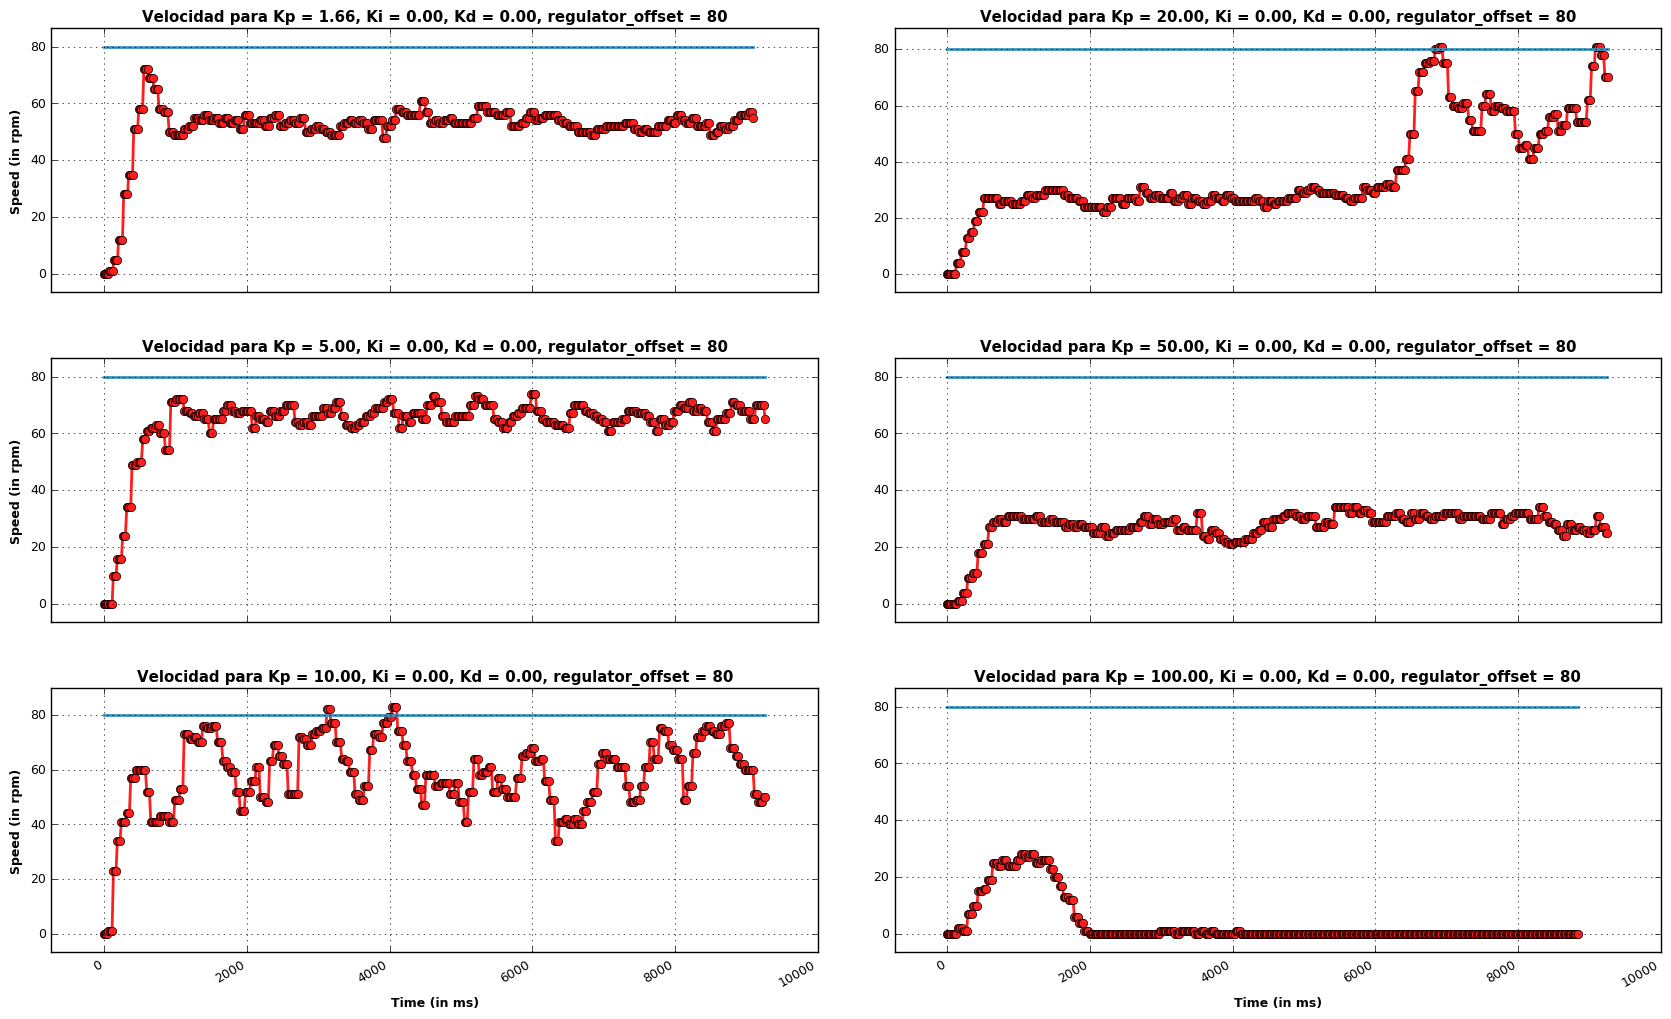 Velocidad para Kp = 1.66, Ki = 0.00, Kd = 0.00, regulator_offset = 80
80
60
40
20
0
Speed (in rpm)
Velocidad para Kp = 20.00, Ki = 0.00, Kd = 0.00, regulator_offset = 80
80
60
40
20
0
Velocidad para Kp = 5.00, Ki = 0.00, Kd = 0.00, regulator_offset = 80
80
60
40
20
0
Speed (in rpm)
Velocidad para Kp = 50.00, Ki = 0.00, Kd = 0.00, regulator_offset = 80
80
60
40
20
0
Velocidad para Kp = 10.00, Ki = 0.00, Kd = 0.00, regulator_offset = 80
80
60
40
20
0
Speed (in rpm)
0 2000 4000 6000 8000 10000
Time (in ms)
Velocidad para Kp = 100.00, Ki = 0.00, Kd = 0.00, regulator_offset = 80
80
60
40
20
0
0 2000 4000 6000 8000 10000
Time (in ms)